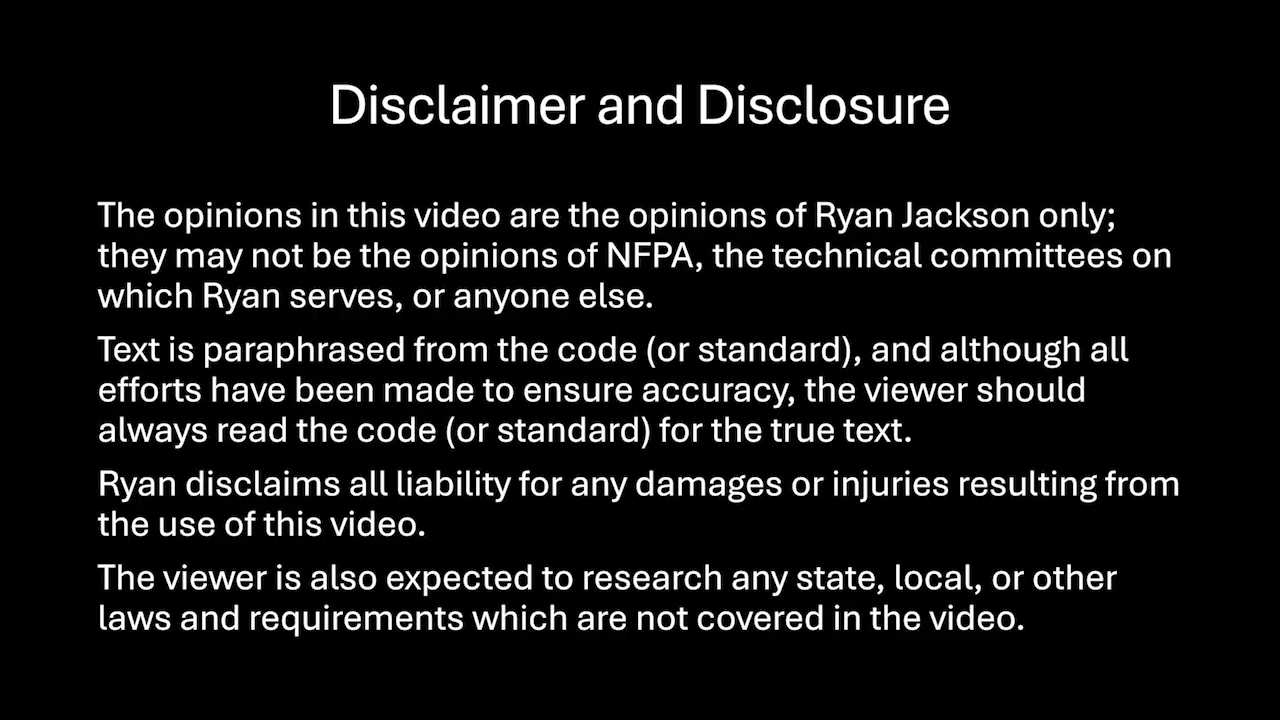 Disclaimer and Disclosure
The opinions in this video are the opinions of Ryan Jackson only;
they may not be the opinions of NFPA, the technical committees on
which Ryan serves, or anyone else.
Text is paraphrased from the code (or standard), and although all
efforts have been made to ensure accuracy, the viewer should
always read the code (or standard) for the true text.
Ryan disclaims all liability for any damages or injuries resulting from
the use of this video.
The viewer is also expected to research any state, local, or other
laws and requirements which are not covered in the video.